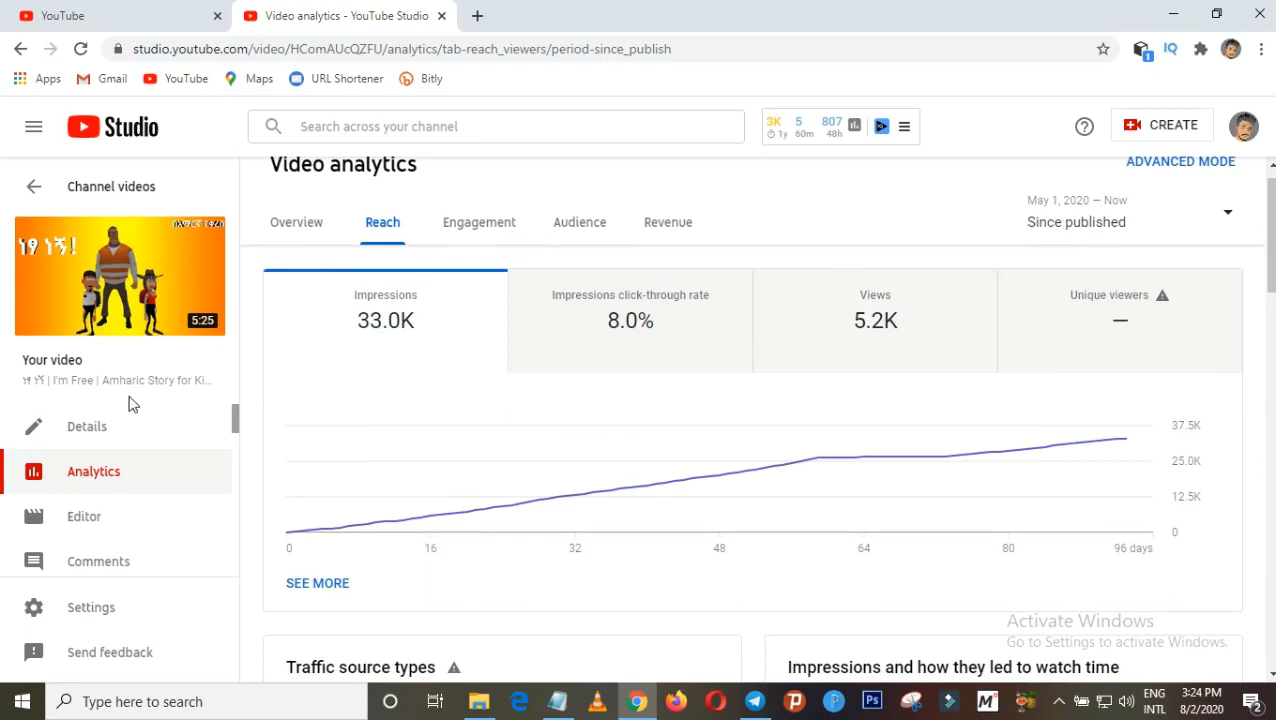 YouTube
Video analytics - YouTube Studio
studio.youtube.com/video/HComAUcQZFU/analytics/tab-reach_viewers/period-since_publish
Apps
Gmail
YouTube
Maps
URL Shortener
Bitly
Studio
Search across your channel
3K 5 807
1y 60m 48h
CREATE
Channel videos
Video analytics
ADVANCED MODE
May 1, 2020 — Now
Since published
Overview
Reach
Engagement
Audience
Revenue
ነፃ ነኝ!
5:25
Your video
ነፃ ነኝ | I'm Free | Amharic Story for Ki...
Details
Analytics
Editor
Comments
Settings
Send feedback
Impressions
33.0K
Impressions click-through rate
8.0%
Views
5.2K
Unique viewers
—
37.5K
25.0K
12.5K
0
0 16 32 48 64 80 96 days
SEE MORE
Activate Windows
Go to Settings to activate Windows.
Traffic source types
Impressions and how they led to watch time
Type here to search
ENG
INTL
3:24 PM
8/2/2020
2